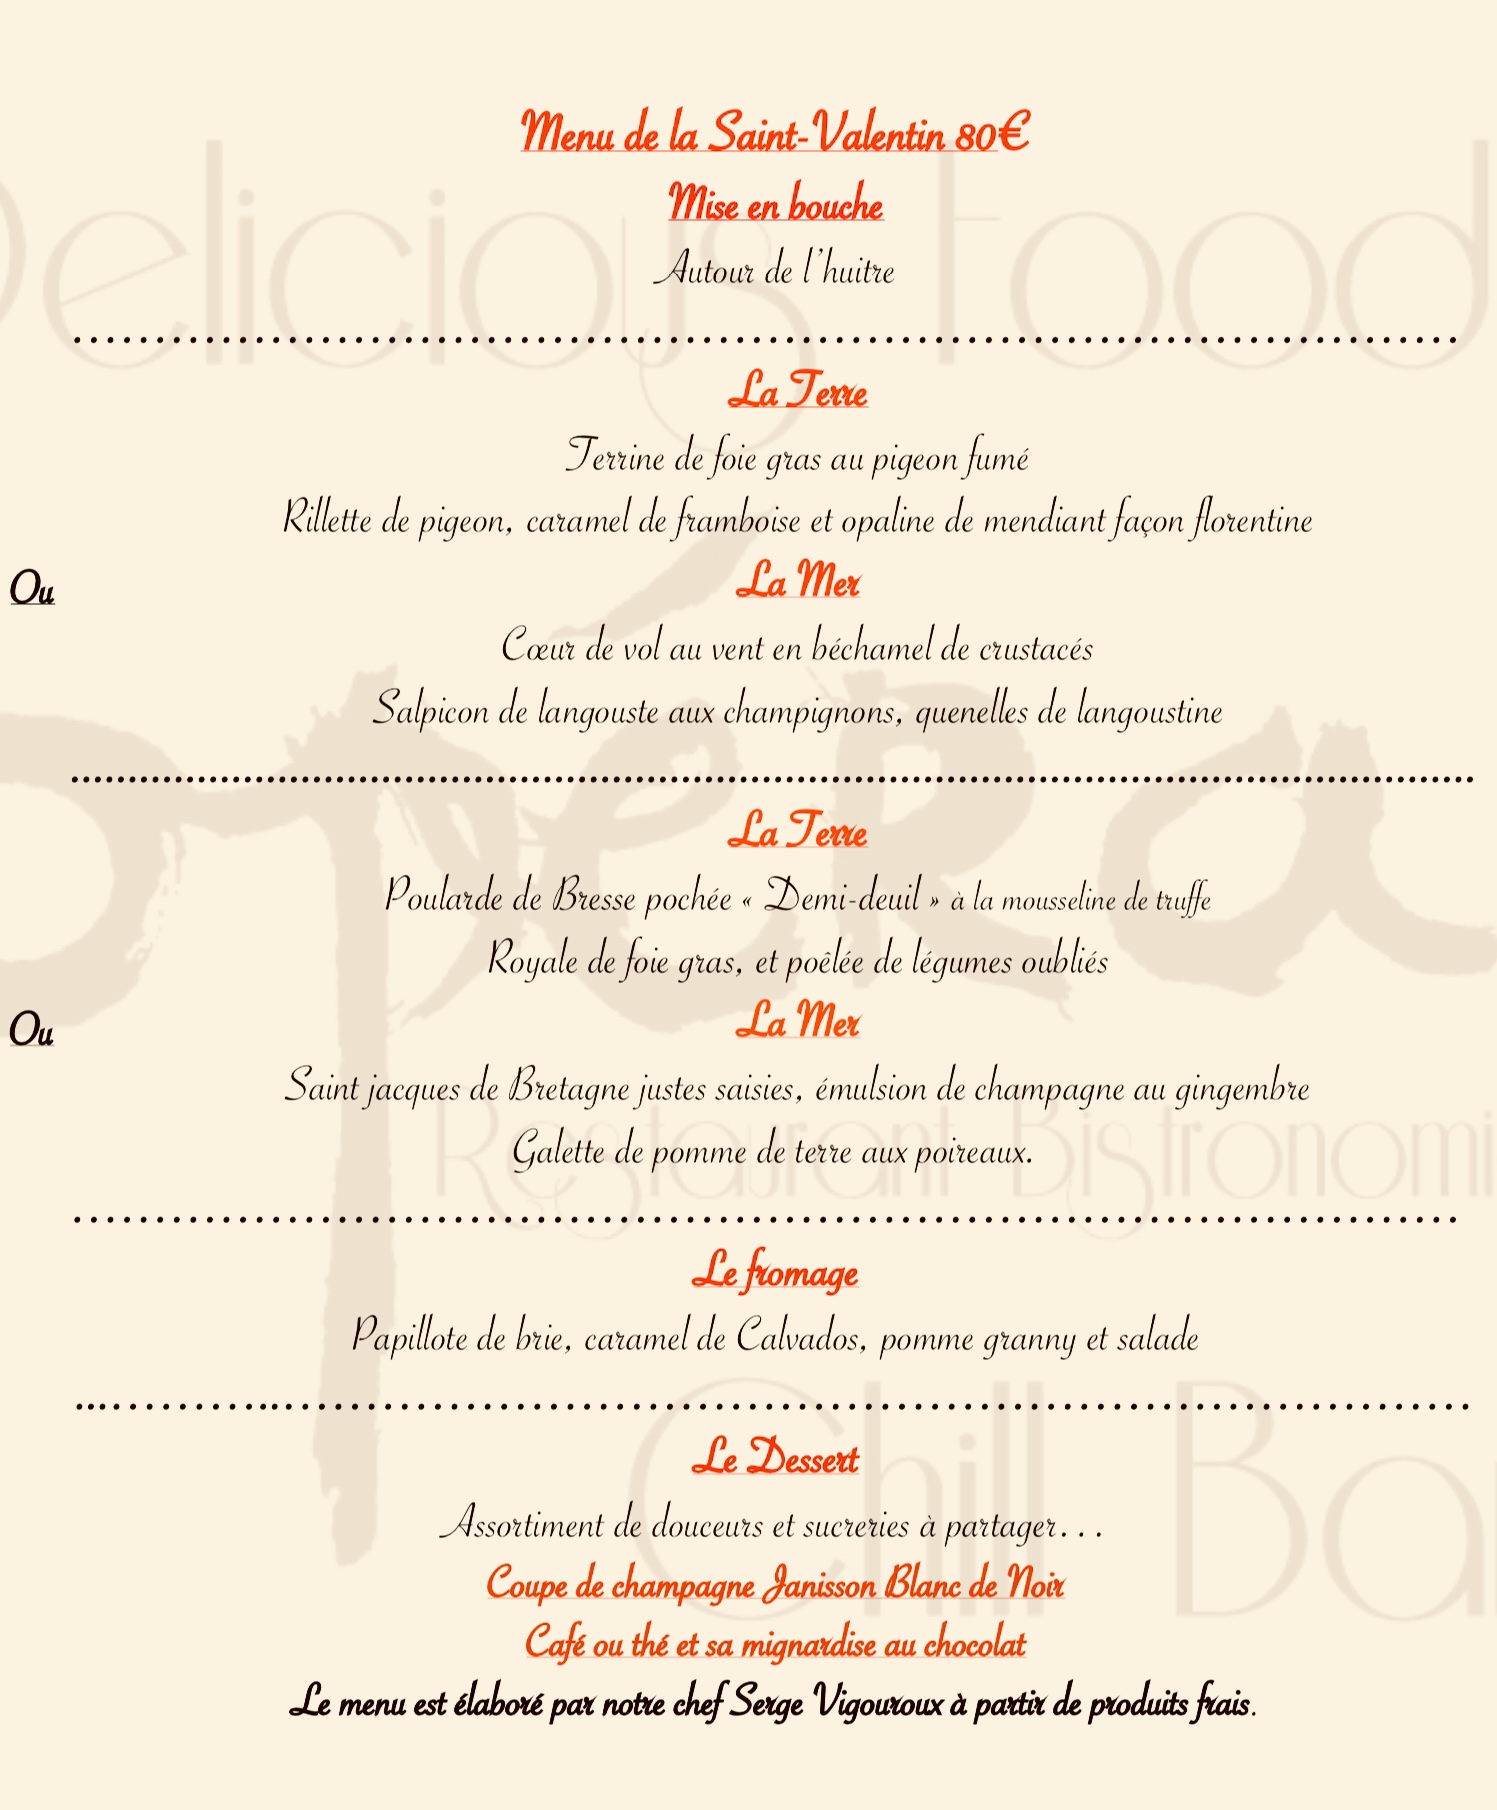 Menu de la Saint-Valentin 80€
Mise en bouche
Autour de l'huitre
La Terre
Terrine de foie gras au pigeon fumé
Rillette de pigeon, caramel de framboise et opaline de mendiant façon florentine
Ou La Mer
Cœur de vol au vent en béchamel de crustacés
Salpicon de langouste aux champignons, quenelles de langoustine
La Terre
Poularde de Bresse pochée « Demi-deuil » à la mousseline de truffe
Royale de foie gras, et poêlée de légumes oubliés
Ou La Mer
Saint jacques de Bretagne justes saisies, émulsion de champagne au gingembre
Galette de pomme de terre aux poireaux.
Le fromage
Papillote de brie, caramel de Calvados, pomme granny et salade
Le Dessert
Assortiment de douceurs et sucreries à partager...
Coupe de champagne Janisson Blanc de Noir
Café ou thé et sa mignardise au chocolat
Le menu est élaboré par notre chef Serge Vigouroux à partir de produits frais.
Delicious Food
opéra
Restaurant Bistronomi
Chill Bar